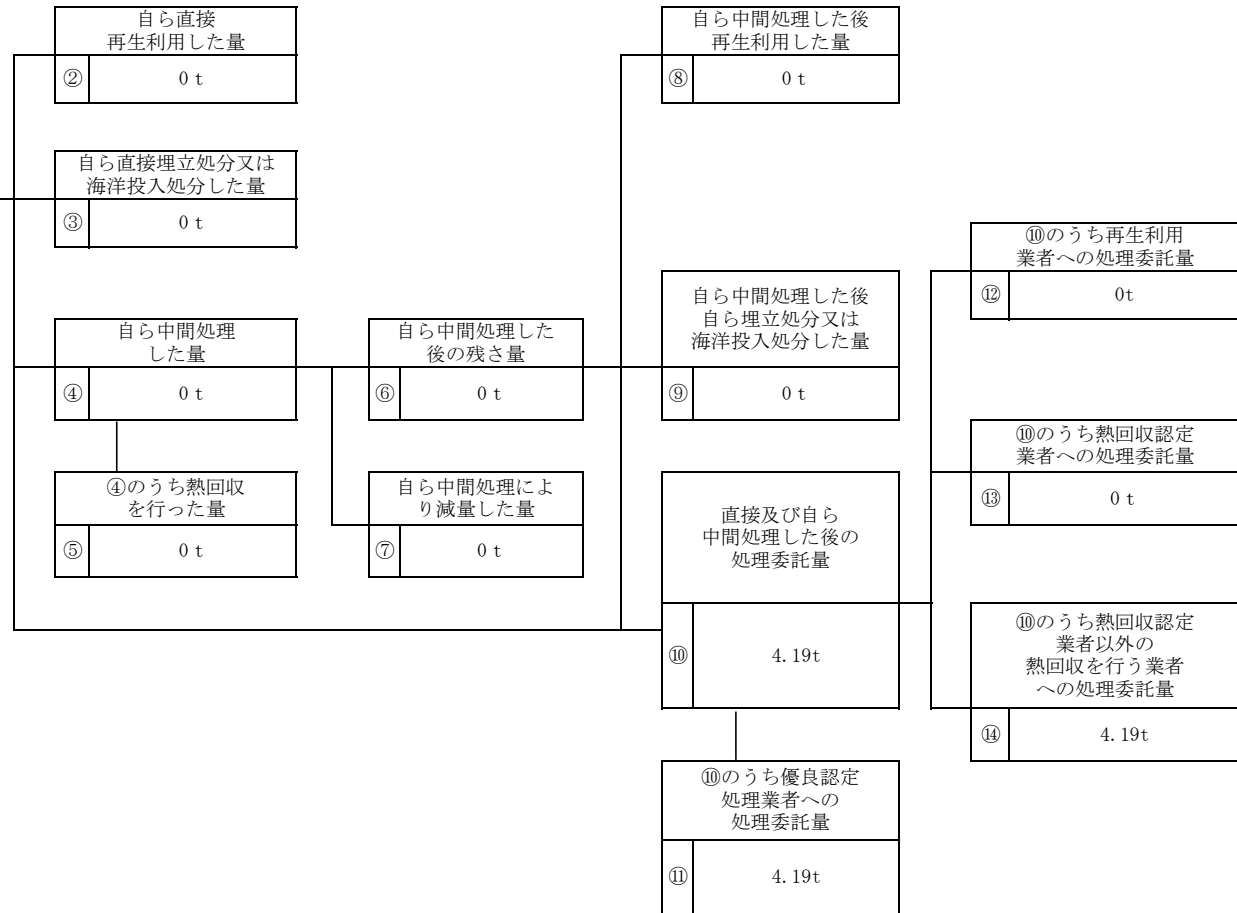 自ら直接
再生利用した量
② 0 t
自ら直接埋立処分又は
海洋投入処分した量
③ 0 t
自ら中間処理
した量
④ 0 t
④のうち熱回収
を行った量
⑤ 0 t
自ら中間処理した
後の残さ量
⑥ 0 t
自ら中間処理によ
り減量した量
⑦ 0 t
自ら中間処理した後
再生利用した量
⑧ 0 t
自ら中間処理した後
自ら埋立処分又は
海洋投入処分した量
⑨ 0 t
直接及び自ら
中間処理した後の
処理委託量
⑩ 4.19t
⑩のうち優良認定
処理業者への
処理委託量
⑪ 4.19t
⑩のうち再生利用
業者への処理委託量
⑫ 0t
⑩のうち熱回収認定
業者への処理委託量
⑬ 0 t
⑩のうち熱回収認定
業者以外の
熱回収を行う業者
への処理委託量
⑭ 4.19t